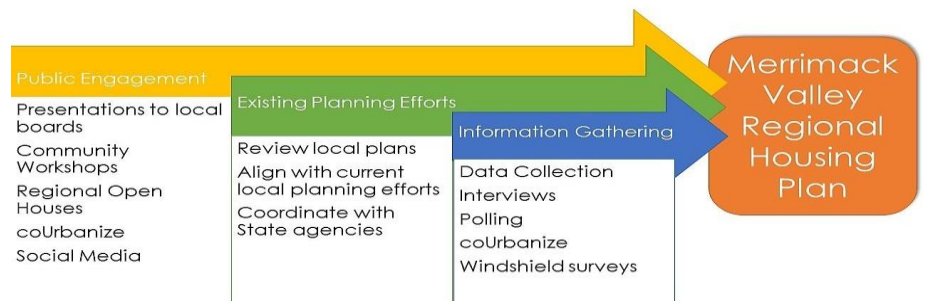 Public Engagement
Presentations to local
boards
Community
Workshops
Regional Open
Houses
coUrbanize
Social Media
Existing Planning Efforts
Review local plans
Align with current
local planning efforts
Coordinate with
State agencies
Information Gathering
Data Collection
Interviews
Polling
coUrbanize
Windshield surveys
Merrimack
Valley
Regional
Housing
Plan